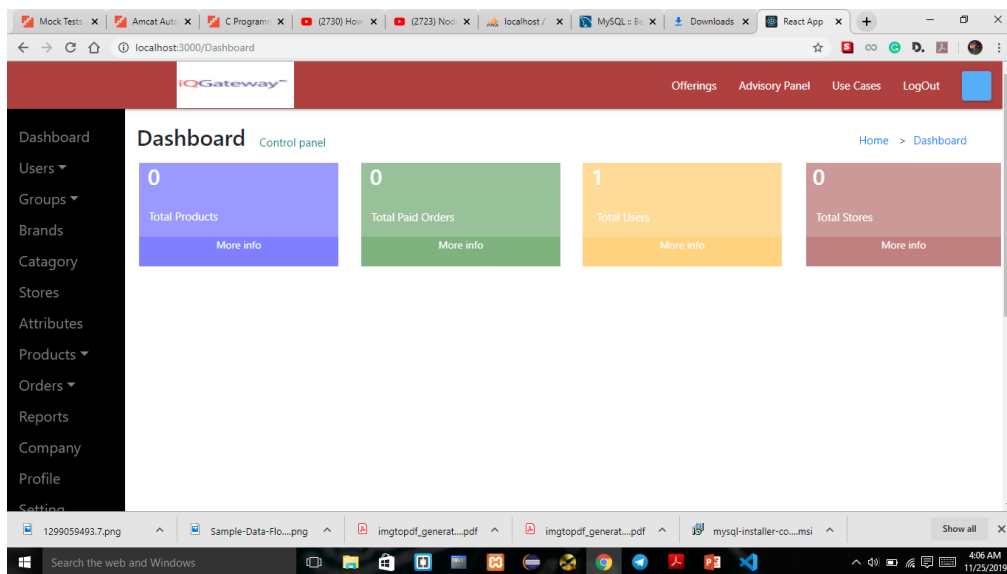 Mock Tests
Amcat Auto
C Programm
(2730) How
(2723) Nod
localhost /
MySQL :: Be
Downloads
React App
localhost:3000/Dashboard
iQGateway
Offerings Advisory Panel Use Cases LogOut
Dashboard
Users
Groups
Brands
Catagory
Stores
Attributes
Products
Orders
Reports
Company
Profile
Setting
Dashboard Control panel
Home > Dashboard
0
Total Products
More info
0
Total Paid Orders
More info
1
Total Users
More info
0
Total Stores
More info
1299059493.7.png
Sample-Data-Flo....png
imgtopdf_generat....pdf
imgtopdf_generat....pdf
mysql-installer-co....msi
Show all
Search the web and Windows
4:06 AM
11/25/2019